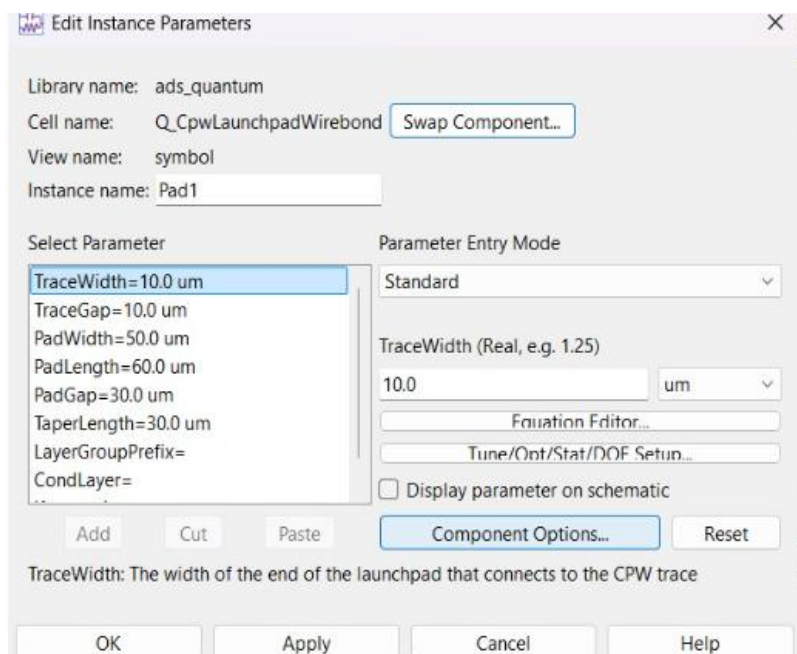 Edit Instance Parameters
Library name: ads_quantum
Cell name: Q_CpwLaunchpadWirebond Swap Component...
View name: symbol
Instance name: Pad1
Select Parameter
Parameter Entry Mode
TraceWidth=10.0 um
TraceGap=10.0 um
PadWidth=50.0 um
PadLength=60.0 um
PadGap=30.0 um
TaperLength=30.0 um
LayerGroupPrefix=
CondLayer=
Standard
TraceWidth (Real, e.g. 1.25)
10.0 um
Equation Editor...
Tune/Opt/Stat/DOE Setup...
Display parameter on schematic
Add Cut Paste Component Options... Reset
TraceWidth: The width of the end of the launchpad that connects to the CPW trace
OK Apply Cancel Help